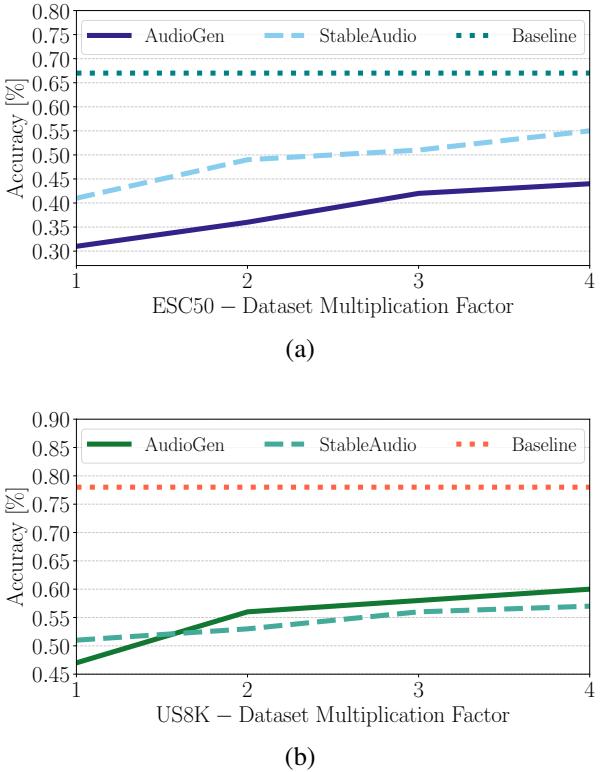 0.80
AudioGen StableAudio Baseline
0.75
0.70
0.65
0.60
0.55
0.50
0.45
0.40
0.35
0.30
Accuracy [%]
1 2 3 4
ESC50 – Dataset Multiplication Factor
(a)
0.90
AudioGen StableAudio Baseline
0.85
0.80
0.75
0.70
0.65
0.60
0.55
0.50
0.45
Accuracy [%]
1 2 3 4
US8K – Dataset Multiplication Factor
(b)